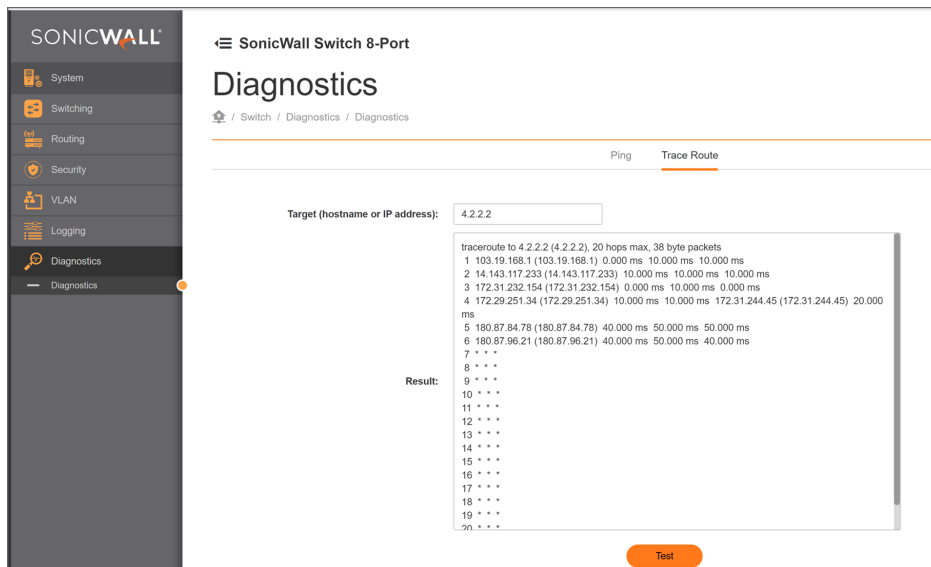 SONICWALL
System
Switching
Routing
Security
VLAN
Logging
Diagnostics
Diagnostics
SonicWall Switch 8-Port
Diagnostics
/ Switch / Diagnostics / Diagnostics
Ping Trace Route
Target (hostname or IP address): 4.2.2.2
Result:
traceroute to 4.2.2.2 (4.2.2.2), 20 hops max, 38 byte packets
1 103.19.168.1 (103.19.168.1) 0.000 ms 10.000 ms 10.000 ms
2 14.143.117.233 (14.143.117.233) 10.000 ms 10.000 ms 10.000 ms
3 172.31.232.154 (172.31.232.154) 0.000 ms 10.000 ms 0.000 ms
4 172.29.251.34 (172.29.251.34) 10.000 ms 10.000 ms 172.31.244.45 (172.31.244.45) 20.000
ms
5 180.87.84.78 (180.87.84.78) 40.000 ms 50.000 ms 50.000 ms
6 180.87.96.21 (180.87.96.21) 40.000 ms 50.000 ms 40.000 ms
7 * * *
8 * * *
9 * * *
10 * * *
11 * * *
12 * * *
13 * * *
14 * * *
15 * * *
16 * * *
17 * * *
18 * * *
19 * * *
20 * * *
Test